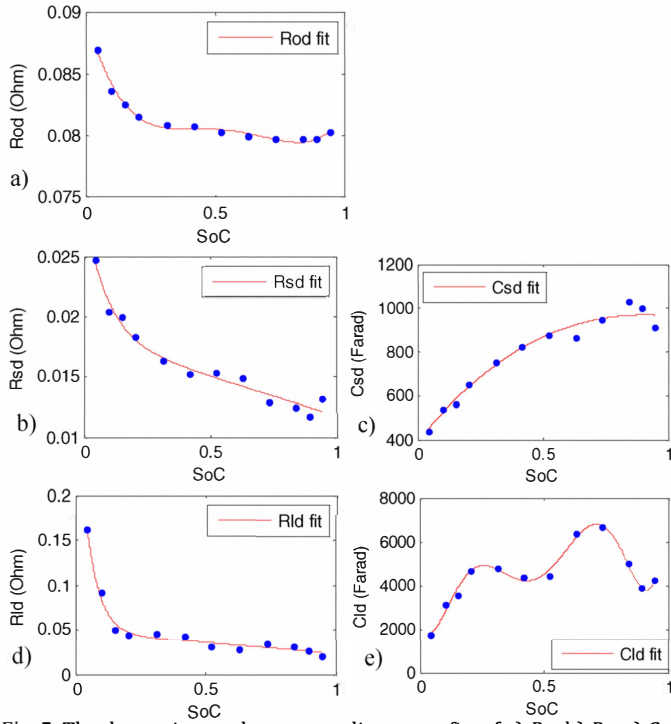 0.09
Rod fit
0.085
0.08
0.075
Rod (Ohm)
a)
0 0.5 1
SoC
0.025
Rsd fit
0.02
0.015
0.01
Rsd (Ohm)
b)
0 0.5 1
SoC
1200
Csd fit
1000
800
600
400
Csd (Farad)
c)
0 0.5 1
SoC
0.2
Rld fit
0.15
0.1
0.05
0
Rld (Ohm)
d)
0 0.5 1
SoC
8000
6000
4000
2000
0
Cld (Farad)
Cld fit
e)
0 0.5 1
SoC